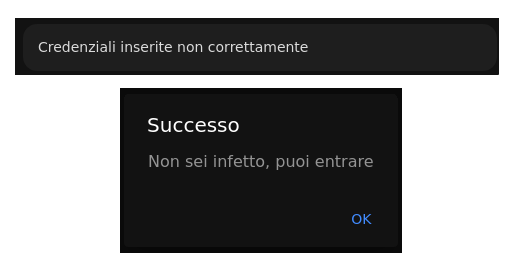 Credenziali inserite non correttamente
Successo
Non sei infetto, puoi entrare
OK